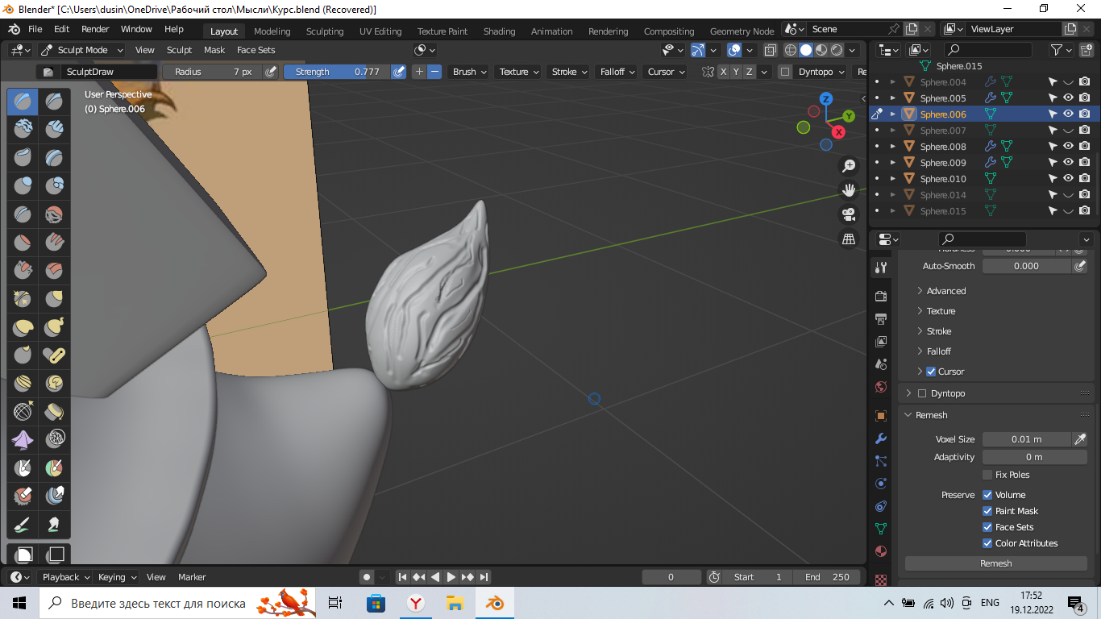 Blender* [C:\Users\dusin\OneDrive\Рабочий стол\Мысли\Курс.blend (Recovered)]
File Edit Render Window Help Layout Modeling Sculpting UV Editing Texture Paint Shading Animation Rendering Compositing Geometry Node Scene ViewLayer
Sculpt Mode View Sculpt Mask Face Sets
SculptDraw Radius 7 px Strength 0.777 Brush Texture Stroke Falloff Cursor X Y Z Dyntopo Re
User Perspective
(0) Sphere.006
Z
Y
X
Sphere.015
Sphere.004
Sphere.005
Sphere.006
Sphere.007
Sphere.008
Sphere.009
Sphere.010
Sphere.014
Sphere.015
Auto-Smooth 0.000
Advanced
Texture
Stroke
Falloff
Cursor
Dyntopo
Remesh
Voxel Size 0.01 m
Adaptivity 0 m
Fix Poles
Preserve Volume
Paint Mask
Face Sets
Color Attributes
Remesh
Playback Keying View Marker 0 Start 1 End 250
Введите здесь текст для поиска
ENG
17:52
19.12.2022
4